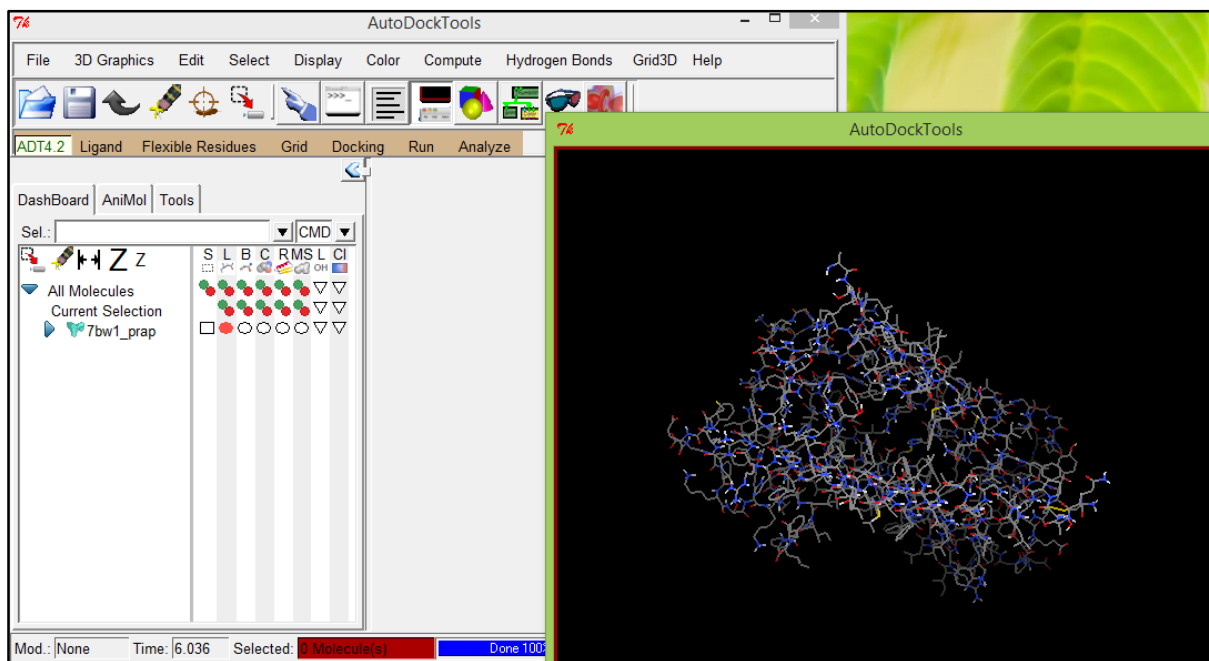 AutoDockTools
File 3D Graphics Edit Select Display Color Compute Hydrogen Bonds Grid3D Help
>>>_
AutoDockTools
ADT4.2 Ligand Flexible Residues Grid Docking Run Analyze
DashBoard AniMol Tools
Sel.: CMD
Z Z S L B C R MS L Cl
OH
All Molecules
Current Selection
7bw1_prap
Mod.: None Time: 6.036 Selected: 0 Molecule(s) Done 100%